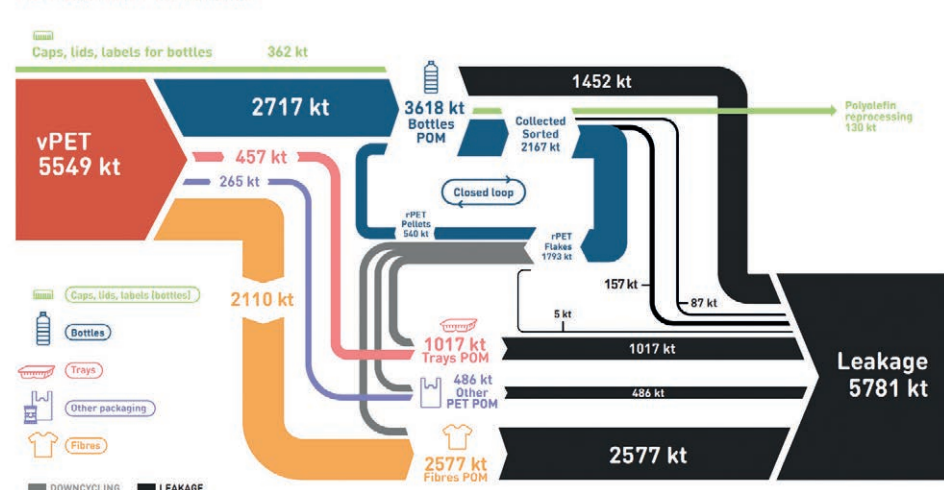 Caps, lids, labels for bottles
362 kt
vPET
5549 kt
2717 kt
3618 kt
Bottles
POM
Collected
Sorted
2167 kt
1452 kt
Polyolefin
reprocessing
130 kt
457 kt
265 kt
Closed loop
rPET
Pellets
540 kt
rPET
Flakes
1793 kt
2110 kt
157 kt
87 kt
5 kt
1017 kt
Trays POM
1017 kt
486 kt
Other
PET POM
486 kt
2577 kt
Fibres POM
2577 kt
Leakage
5781 kt
Caps, lids, labels (bottles)
Bottles
Trays
Other packaging
Fibres
DOWNCYCLING
LEAKAGE